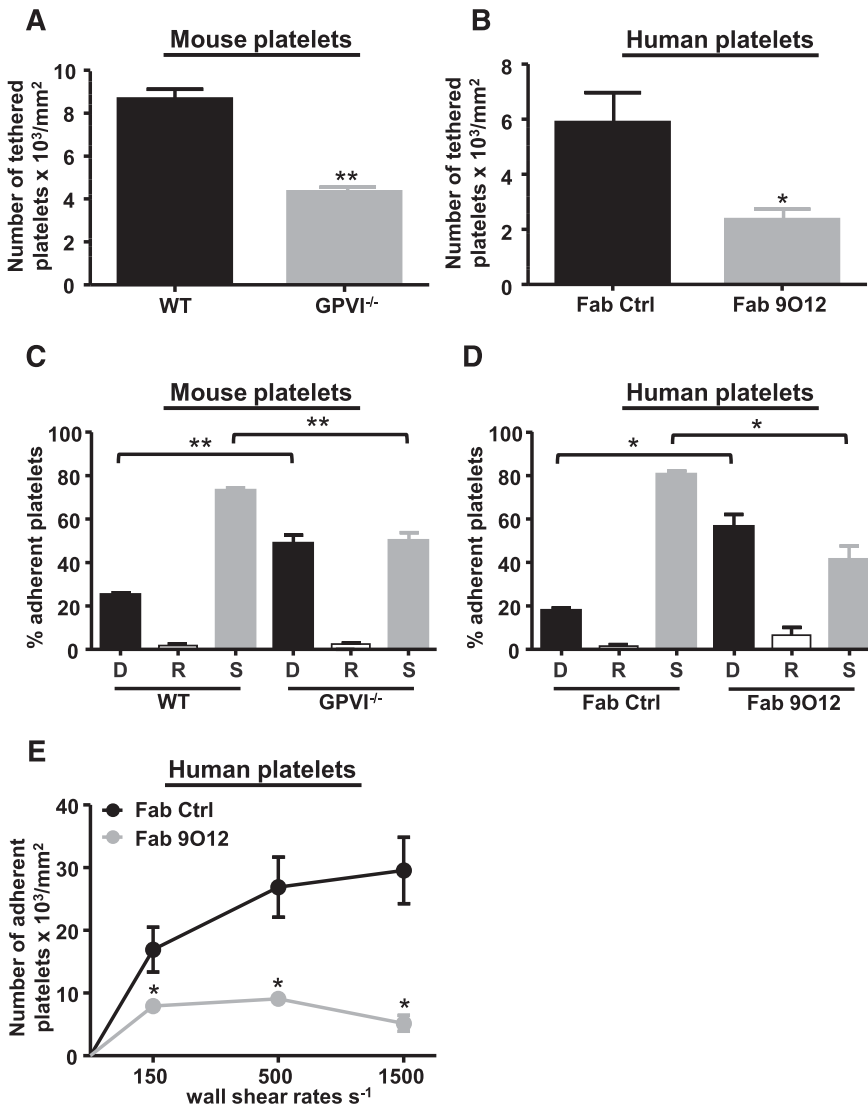 A
Mouse platelets
Number of tethered
platelets x 10³/mm²
10
8
6
4
2
0
**
WT
GPVI-/-
B
Human platelets
Number of tethered
platelets x 10³/mm²
8
6
4
2
0
*
Fab Ctrl
Fab 9O12
C
Mouse platelets
% adherent platelets
100
80
60
40
20
0
**
**
D R S D R S
WT GPVI-/-
D
Human platelets
% adherent platelets
100
80
60
40
20
0
*
*
D R S D R S
Fab Ctrl Fab 9O12
E
Human platelets
Fab Ctrl
Fab 9O12
Number of adherent
platelets x 10³/mm²
40
30
20
10
0
* * *
150 500 1500
wall shear rates s-1